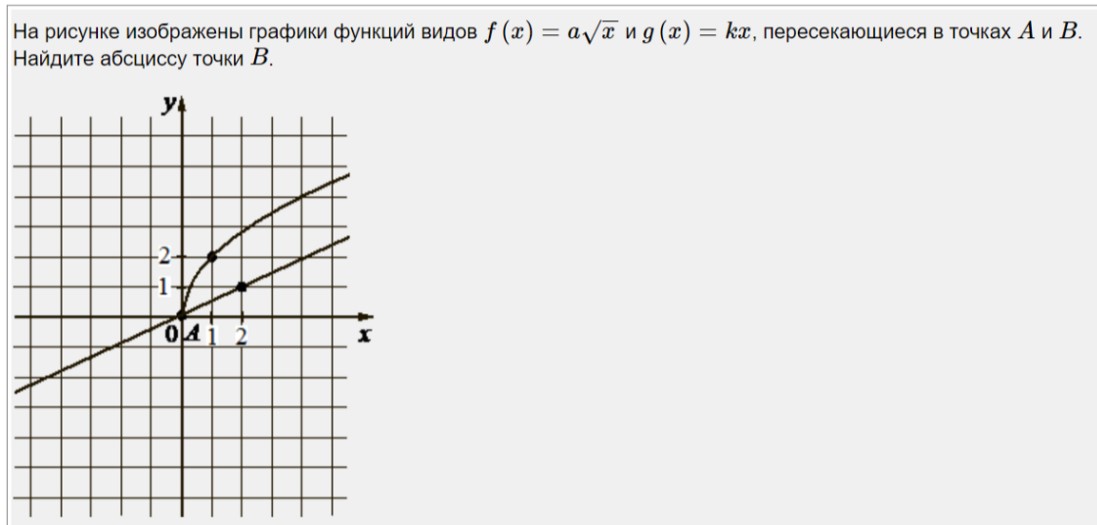 На рисунке изображены графики функций видов f (x) = a√x и g (x) = kx, пересекающиеся в точках A и B.
Найдите абсциссу точки B.
y
2
1
0 A 1 2 x